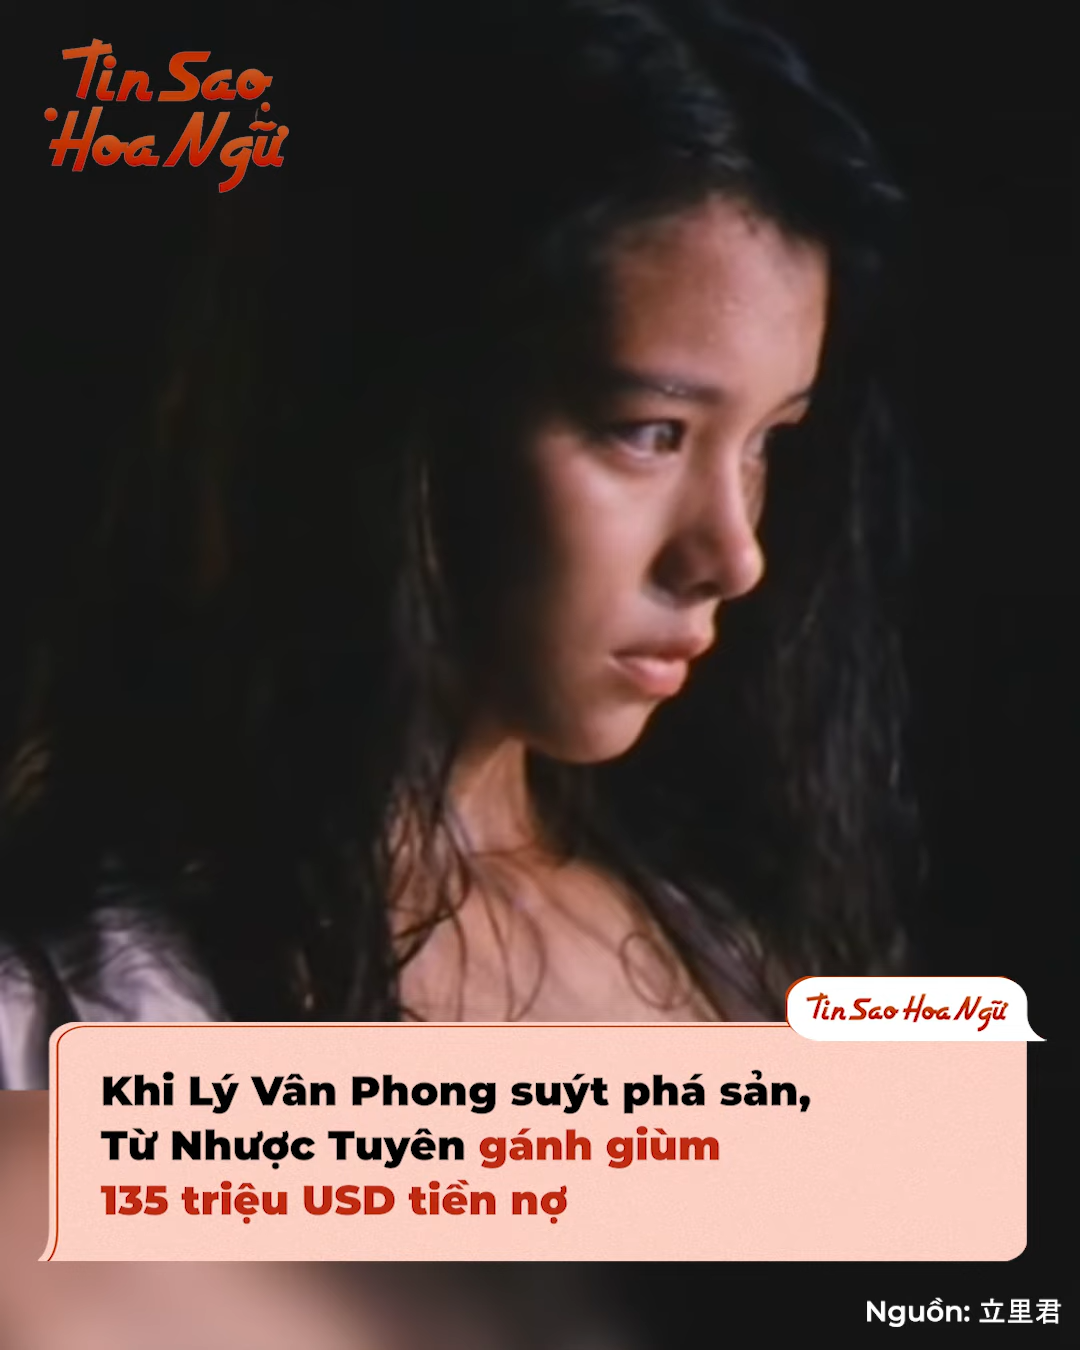 Tin Sao
Hoa Ngữ
Tin Sao Hoa Ngữ
Khi Lý Vân Phong suýt phá sản,
Từ Nhược Tuyên gánh giùm
135 triệu USD tiền nợ
Nguồn: 立里君